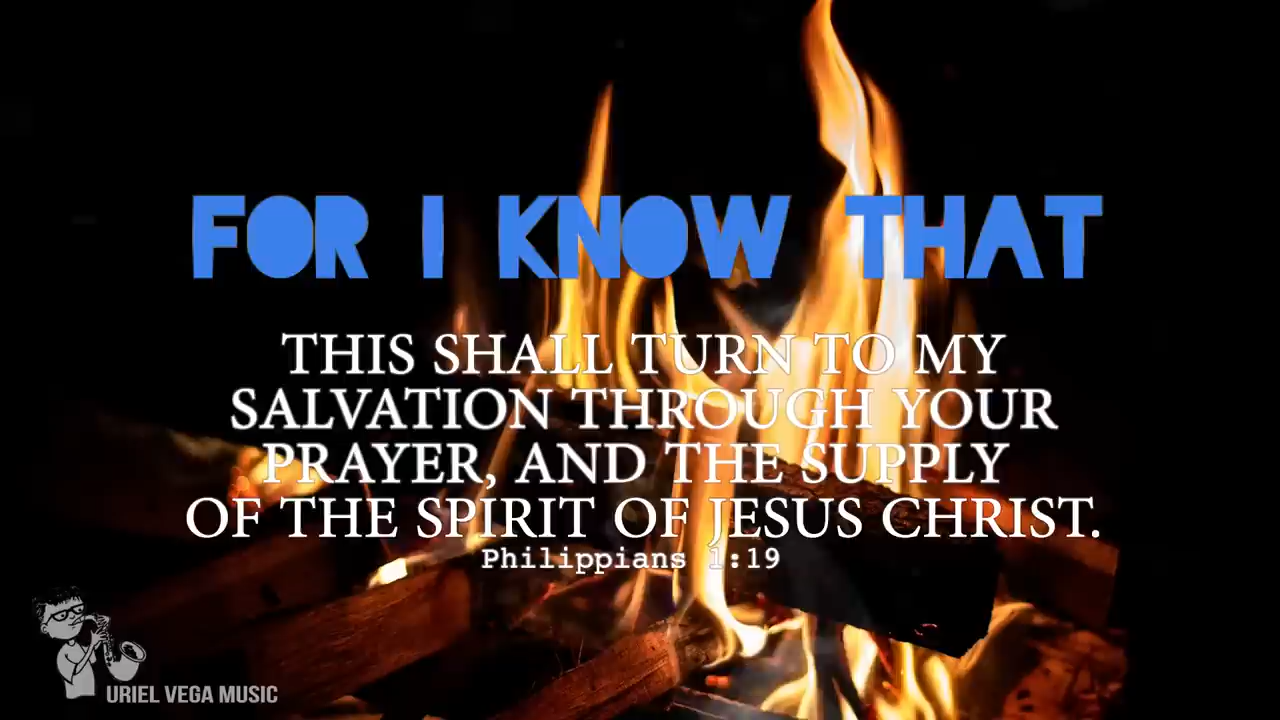 FOR I KNOW THAT
THIS SHALL TURN TO MY
SALVATION THROUGH YOUR
PRAYER, AND THE SUPPLY
OF THE SPIRIT OF JESUS CHRIST.
Philippians 1:19
URIEL VEGA MUSIC